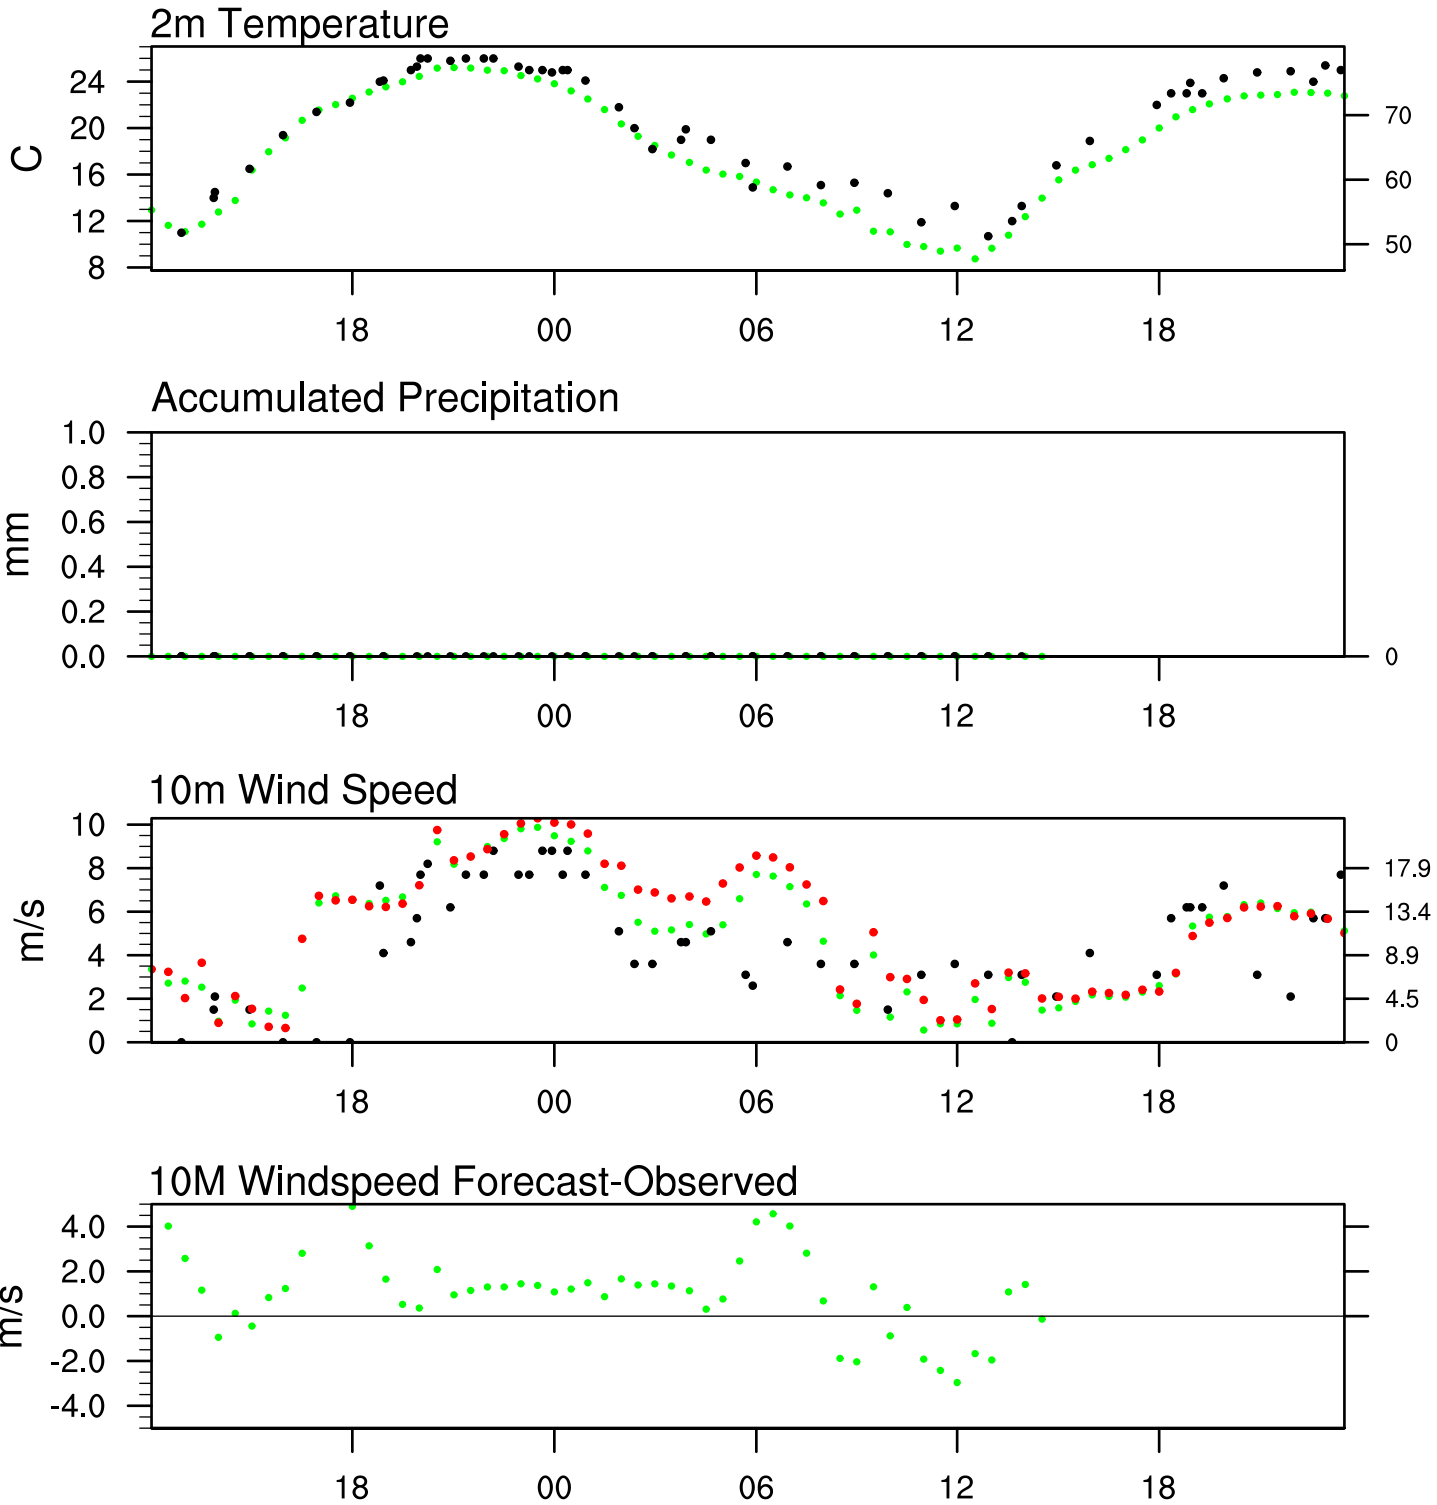 2m Temperature
24
20
16
12
8
C
70
60
50
18 00 06 12 18
Accumulated Precipitation
1.0
0.8
0.6
0.4
0.2
0.0
mm
0
18 00 06 12 18
10m Wind Speed
10
8
6
4
2
0
m/s
17.9
13.4
8.9
4.5
0
18 00 06 12 18
10M Windspeed Forecast-Observed
4.0
2.0
0.0
-2.0
-4.0
m/s
18 00 06 12 18